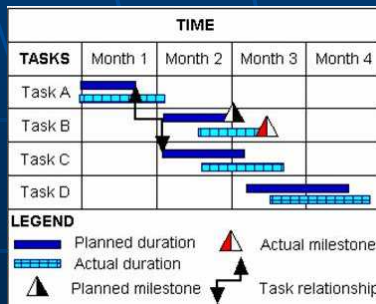 TIME
TASKS Month 1 Month 2 Month 3 Month 4
Task A
Task B
Task C
Task D
LEGEND
Planned duration Actual milestone
Actual duration
Planned milestone Task relationship